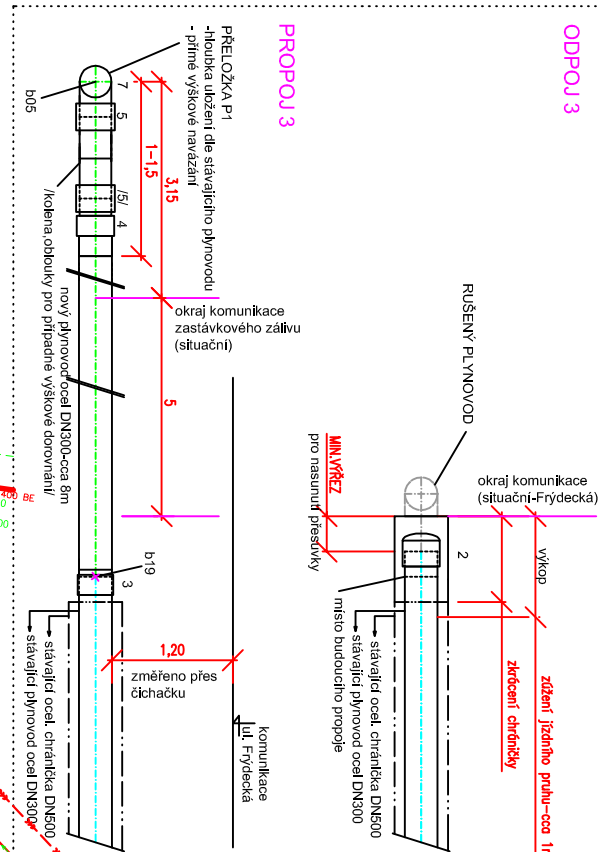 ODPOJ 3
RUŠENÝ PLYNOVOD
okraj komunikace
(situační-Frýdecká)
MIN.VÝŘEZ
pro nasunutí přesuvky
2
výkop
zúžení jízdního pruhu-cca
zkrácení chráničky
místo budoucího propoje
stávající ocel. chránička DN500
stávající plynovod ocel DN300
PROPOJ 3
PŘELOŽKA P1
-hloubka uložení dle stávajícího plynovodu
- přímé výškové navázání
7
b05
5
/5/
4
1-1,5
3,15
5
okraj komunikace
zastávkového zálivu
(situační)
nový plynovod ocel DN300-cca 8m
/kolena,oblouky pro případné výškové dorovnání/
b19
3
1,20
změřeno přes
čichačku
komunikace
ul. Frýdecká
stávající ocel. chránička DN500
stávající plynovod ocel DN300
400 BE